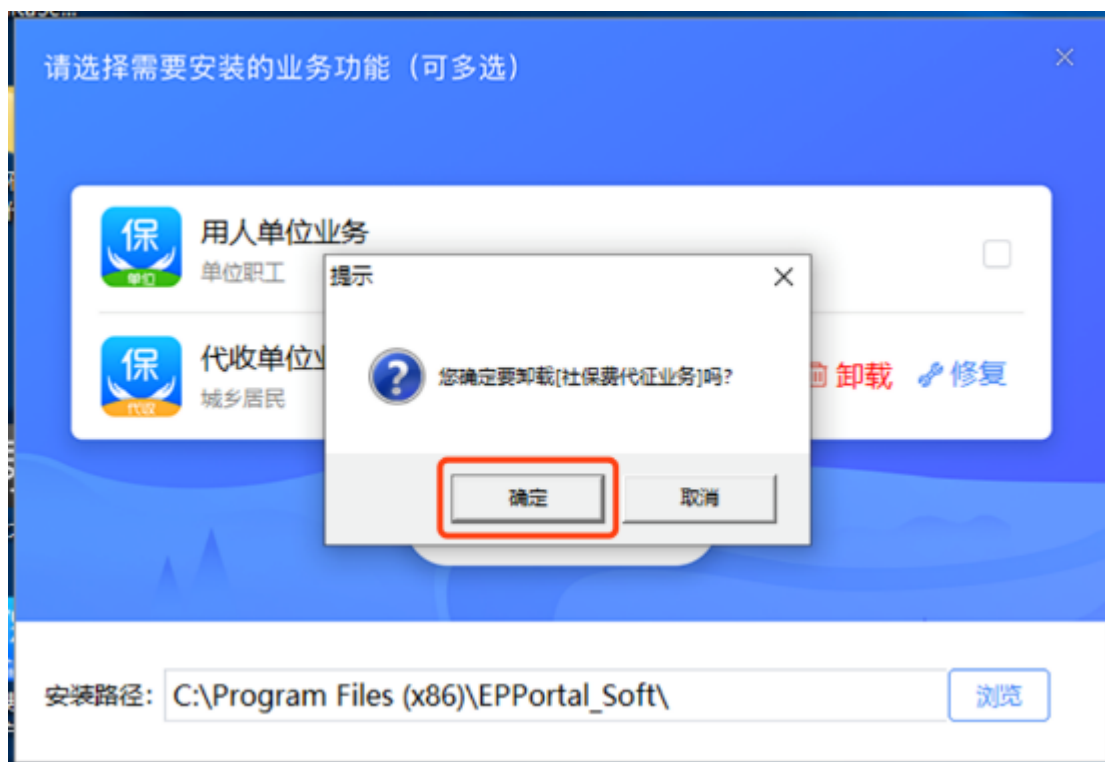 请选择需要安装的业务功能（可多选）
保
单位
用人单位业务
单位职工
提示
保
代收
代收单位业
城乡居民
您确定要卸载[社保费代征业务]吗?
卸载
修复
确定
取消
安装路径: C:\Program Files (x86)\EPPortal_Soft\
浏览